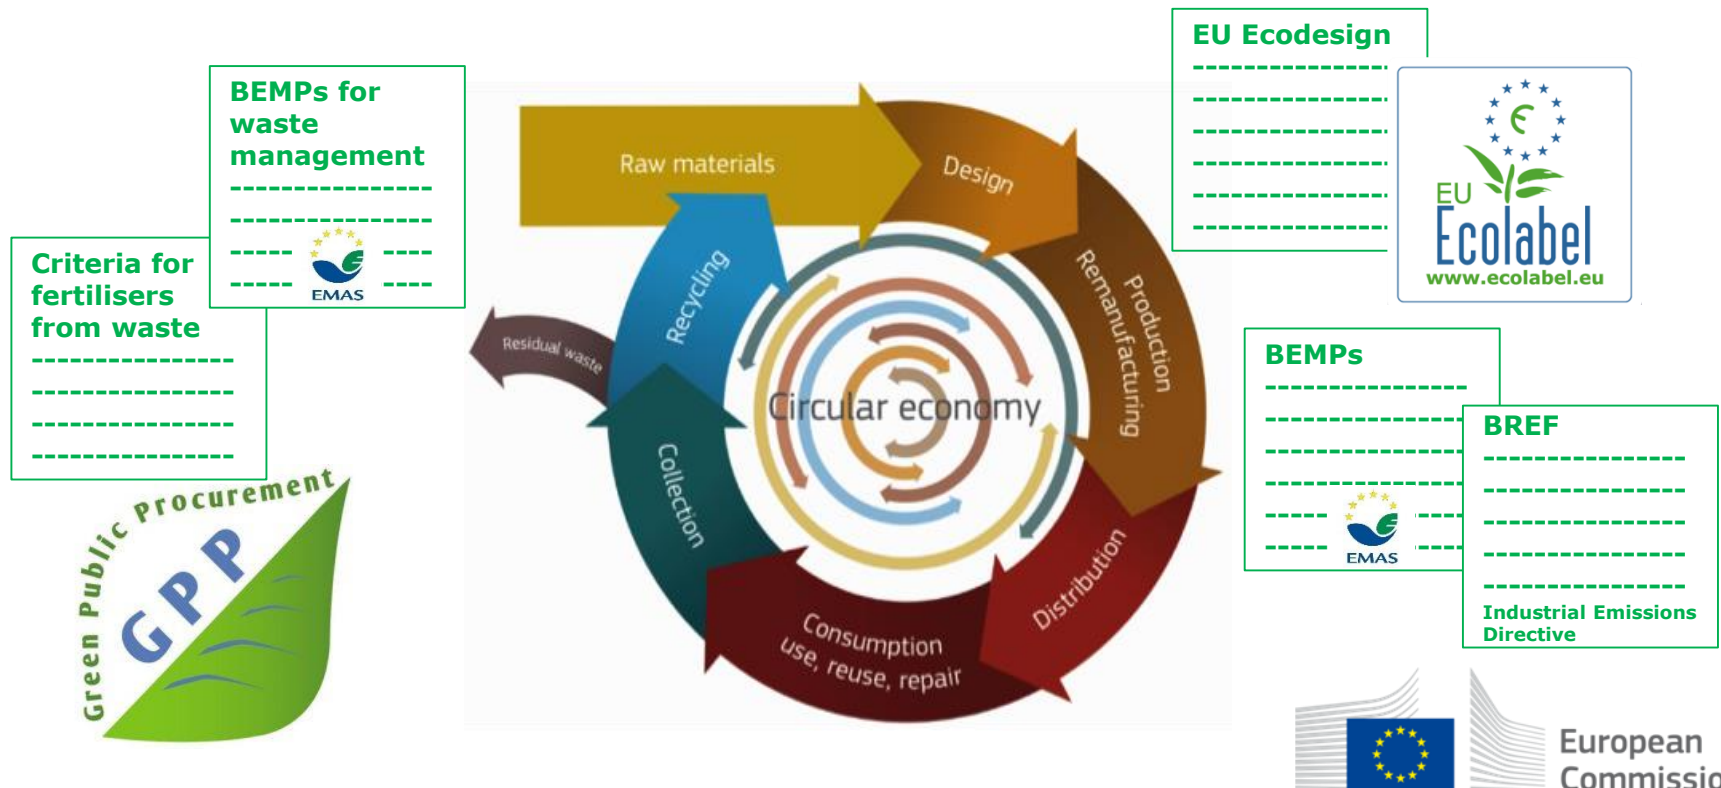 BEMPs for
waste
management
EMAS
Criteria for
fertilisers
from waste
Green Public Procurement
GPP
Raw materials
Design
Production
Remanufacturing
Distribution
Consumption
use, reuse, repair
Collection
Recycling
Residual waste
Circular economy
EU Ecodesign
EU
Ecolabel
www.ecolabel.eu
BEMPs
EMAS
BREF
Industrial Emissions
Directive
European
Commissio